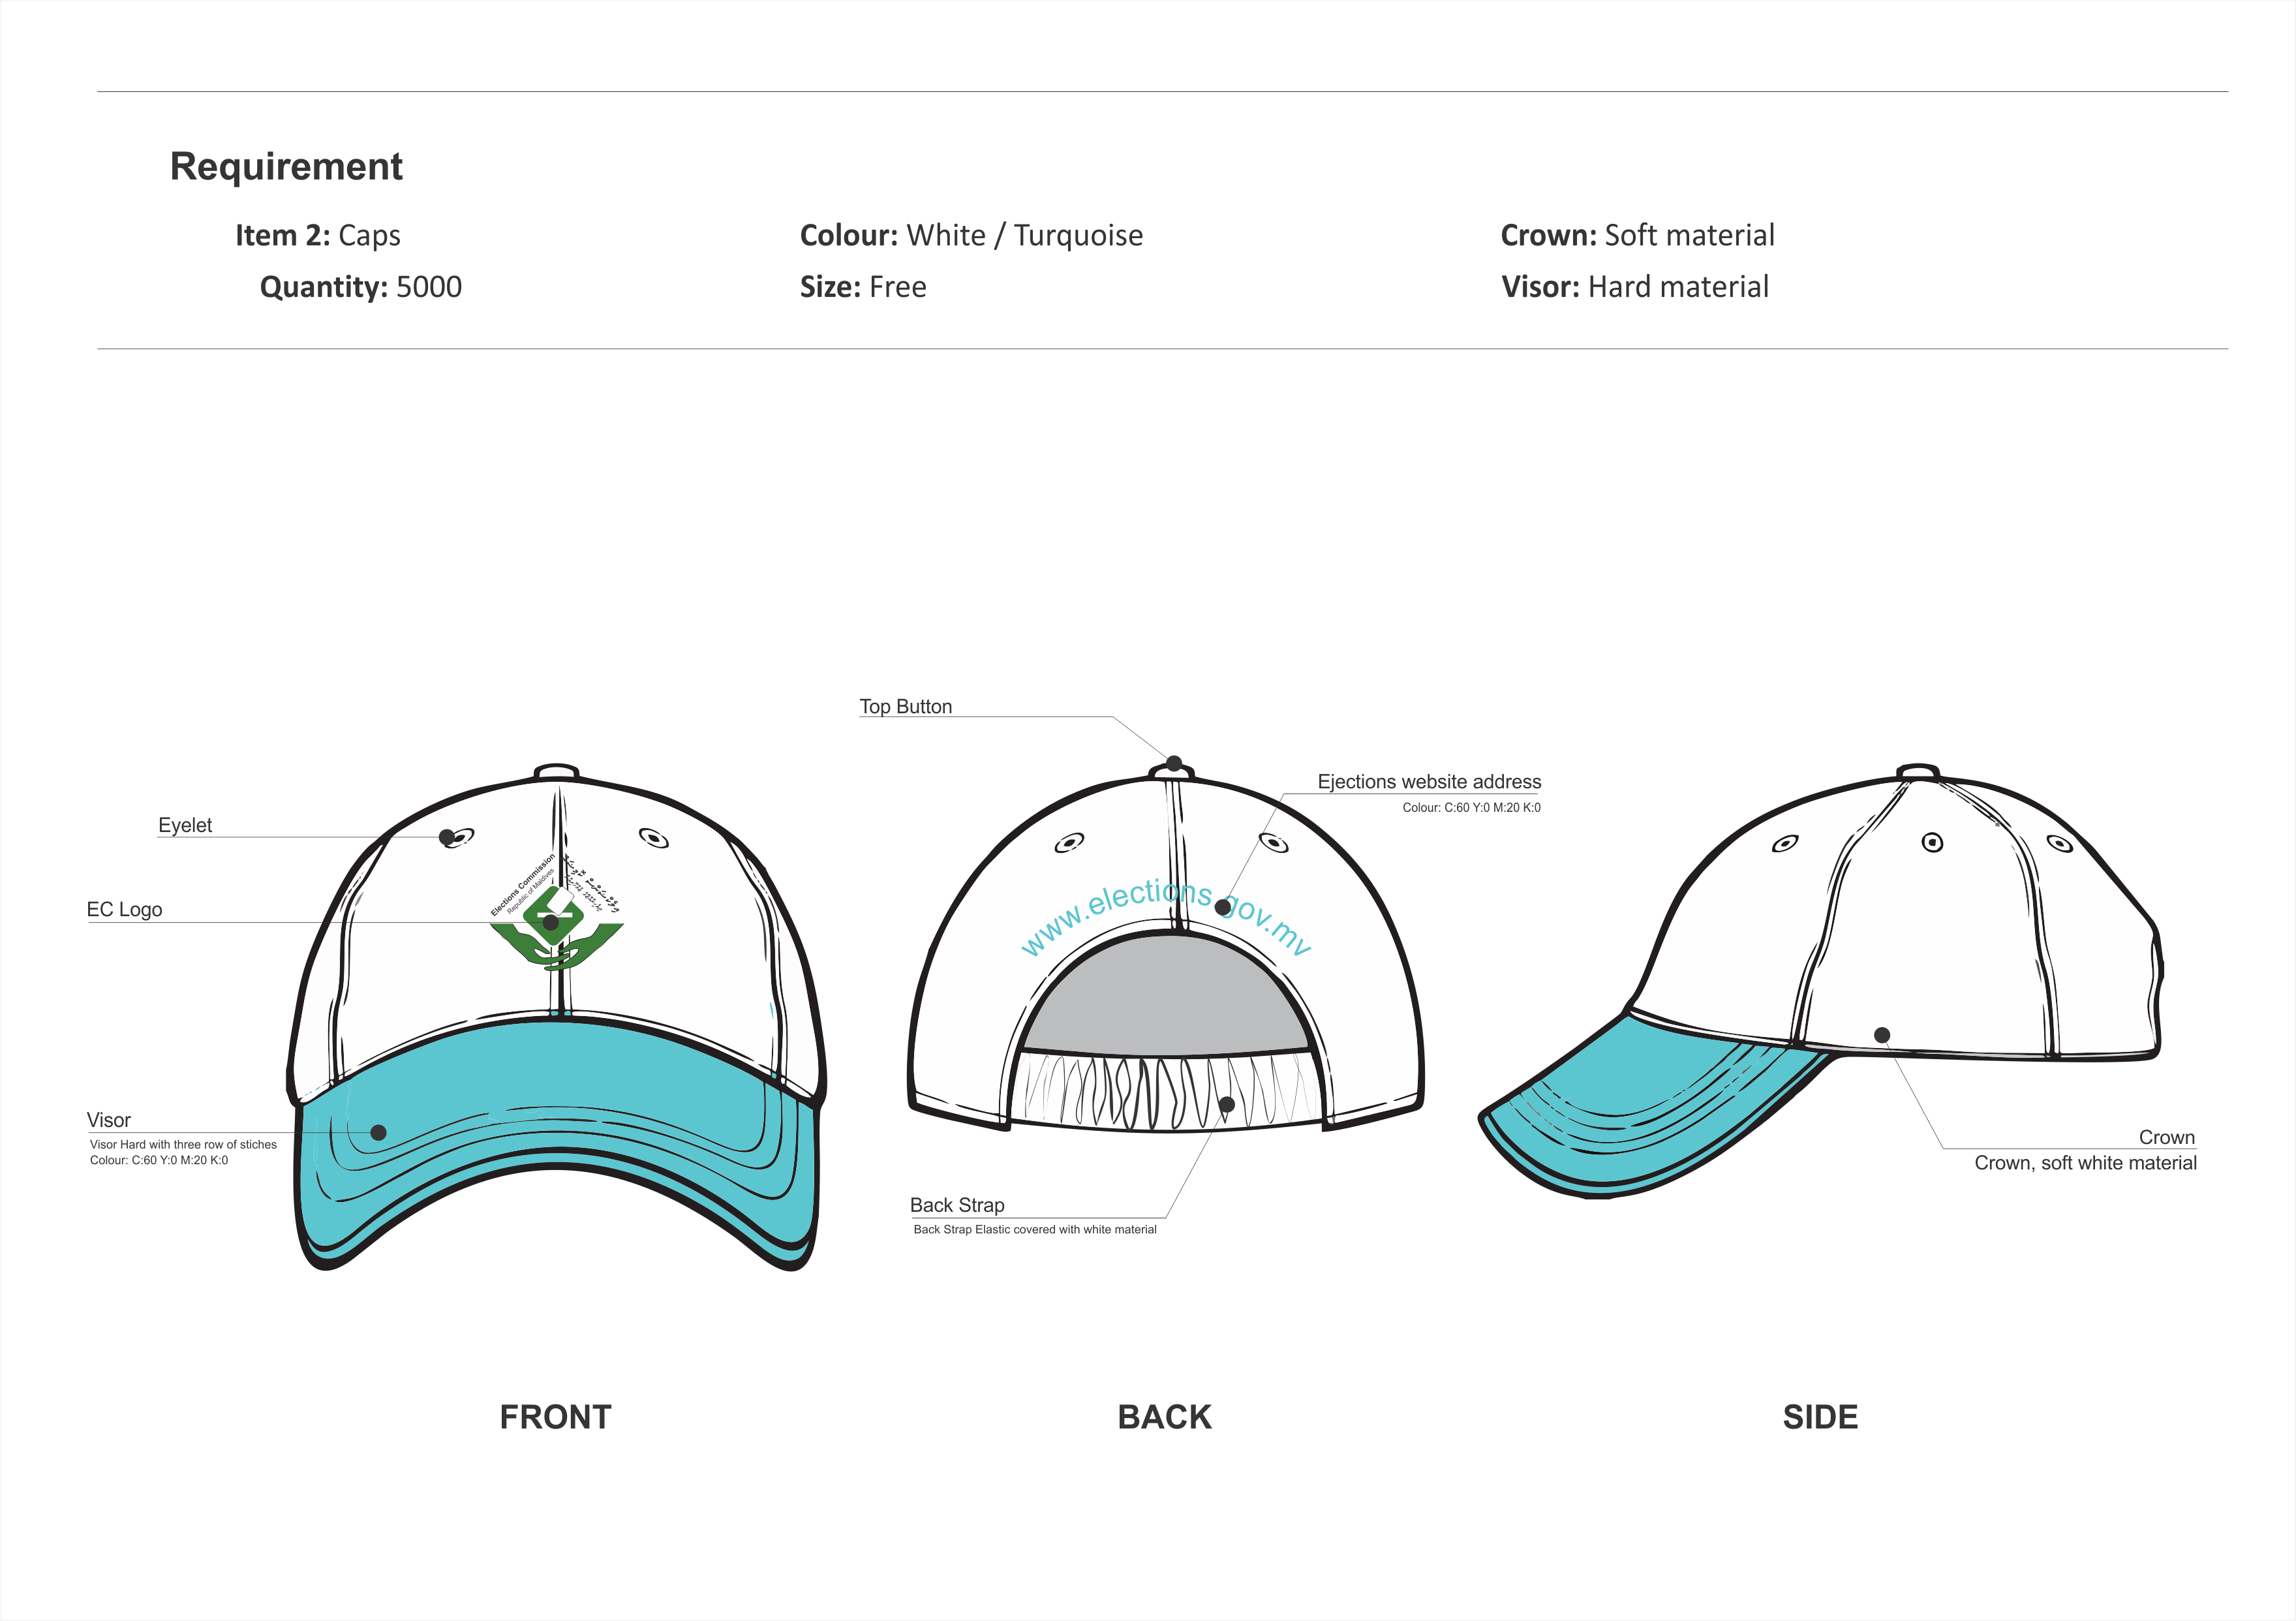 Requirement
Item 2: Caps
Colour: White / Turquoise
Crown: Soft material
Quantity: 5000
Size: Free
Visor: Hard material
Top Button
Ejections website address
Colour: C:60 Y:0 M:20 K:0
Eyelet
EC Logo
Elections Commission
Republic of Maldives
www.elections.gov.mv
Visor
Visor Hard with three row of stiches
Colour: C:60 Y:0 M:20 K:0
Crown
Crown, soft white material
Back Strap
Back Strap Elastic covered with white material
FRONT
BACK
SIDE